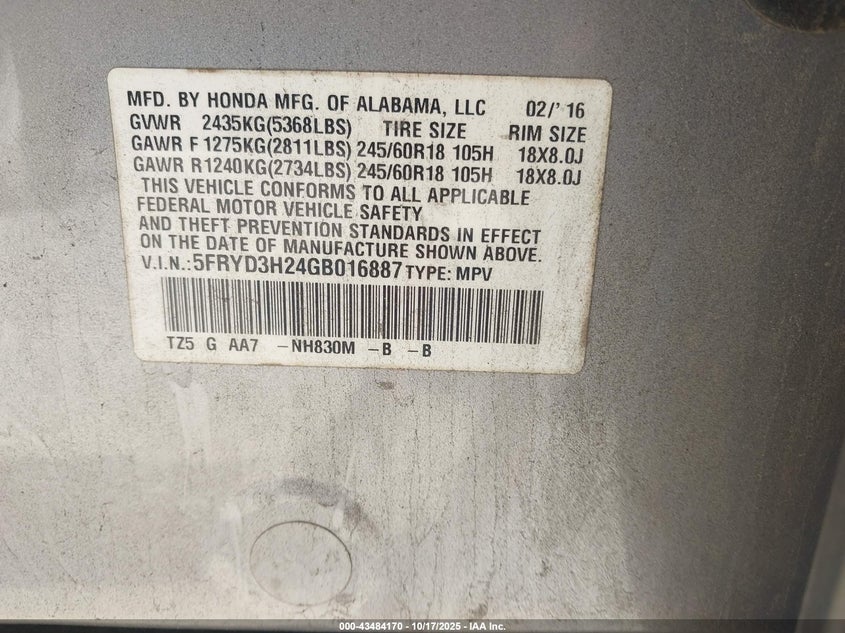 MFD. BY HONDA MFG. OF ALABAMA, LLC 02/'16
GVWR 2435KG(5368LBS) TIRE SIZE RIM SIZE
GAWR F 1275KG(2811LBS) 245/60R18 105H 18X8.0J
GAWR R1240KG(2734LBS) 245/60R18 105H 18X8.0J
THIS VEHICLE CONFORMS TO ALL APPLICABLE
FEDERAL MOTOR VEHICLE SAFETY
AND THEFT PREVENTION STANDARDS IN EFFECT
ON THE DATE OF MANUFACTURE SHOWN ABOVE.
V.I.N.:5FRYD3H24GB016887 TYPE: MPV
TZ5 G AA7 -NH830M -B -B
000-43484170 - 10/17/2025 - IAA Inc.